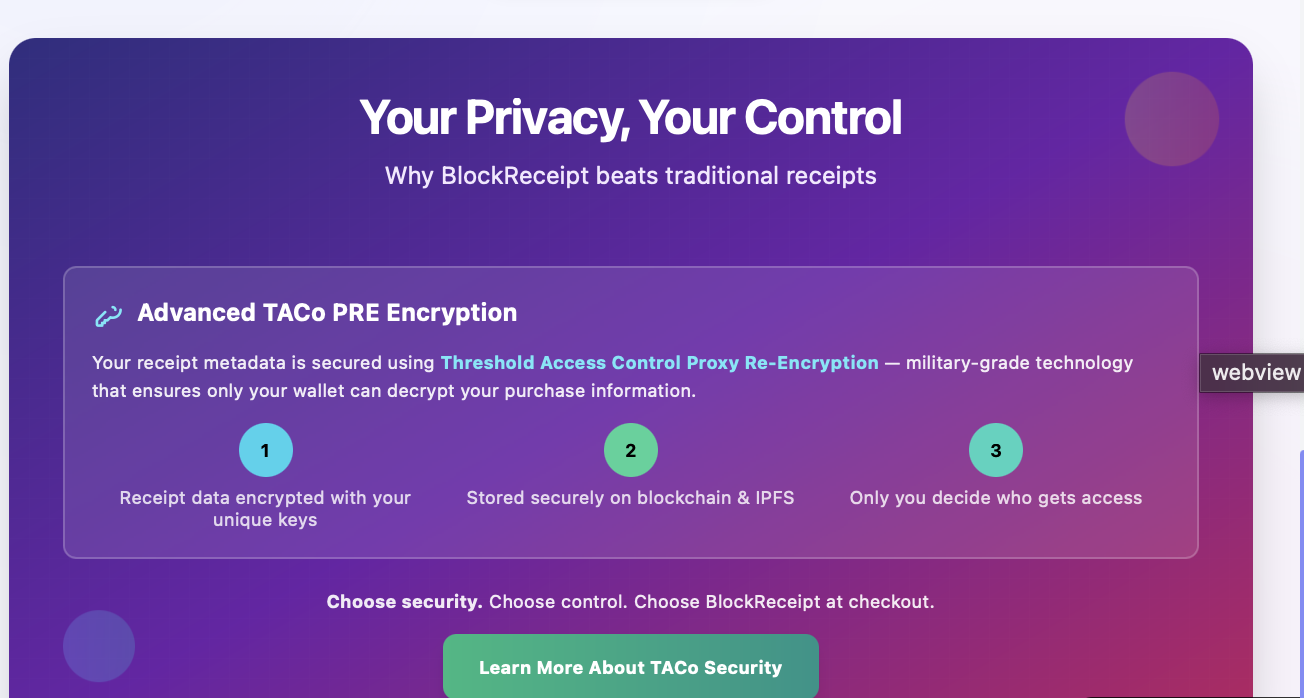 Your Privacy, Your Control
Why BlockReceipt beats traditional receipts
Advanced TACo PRE Encryption
Your receipt metadata is secured using Threshold Access Control Proxy Re-Encryption — military-grade technology
that ensures only your wallet can decrypt your purchase information.
webview
1
Receipt data encrypted with your
unique keys
2
Stored securely on blockchain & IPFS
3
Only you decide who gets access
Choose security. Choose control. Choose BlockReceipt at checkout.
Learn More About TACo Security